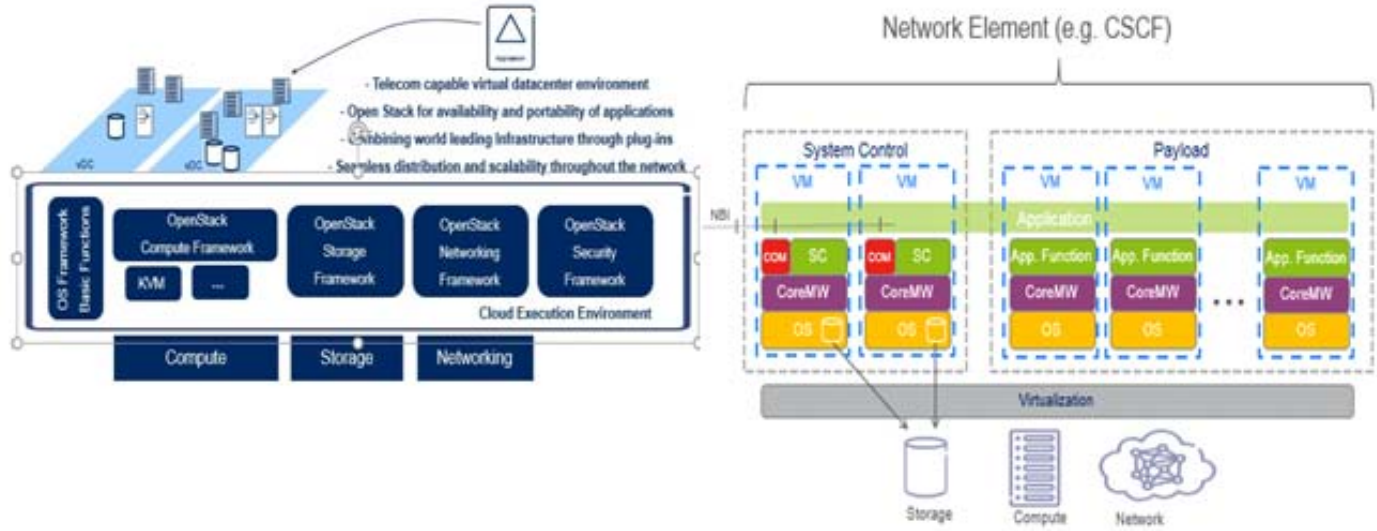 Network Element (e.g. CSCF)
- Telecom capable virtual datacenter environment
- Open Stack for availability and portability of applications
- Combining world leading Infrastructure through plug-ins
- Seamless distribution and scalability throughout the network
vDC
vDC
OS Framework
Basic Functions
OpenStack
Compute Framework
KVM
...
OpenStack
Storage
Framework
OpenStack
Networking
Framework
OpenStack
Security
Framework
Cloud Execution Environment
Compute
Storage
Networking
System Control
Payload
VM
VM
VM
VM
VM
NBI
Application
COM
SC
COM
SC
App. Function
App. Function
App. Function
CoreMW
CoreMW
CoreMW
CoreMW
...
CoreMW
OS
OS
OS
OS
OS
Virtualization
Storage
Compute
Network